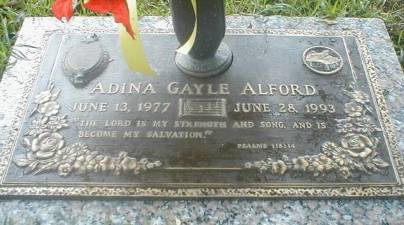 ADINA GAYLE ALFORD
JUNE 13, 1977 JUNE 28, 1993
"THE LORD IS MY STRENGTH AND SONG, AND IS
BECOME MY SALVATION."
PSALMS 118:14